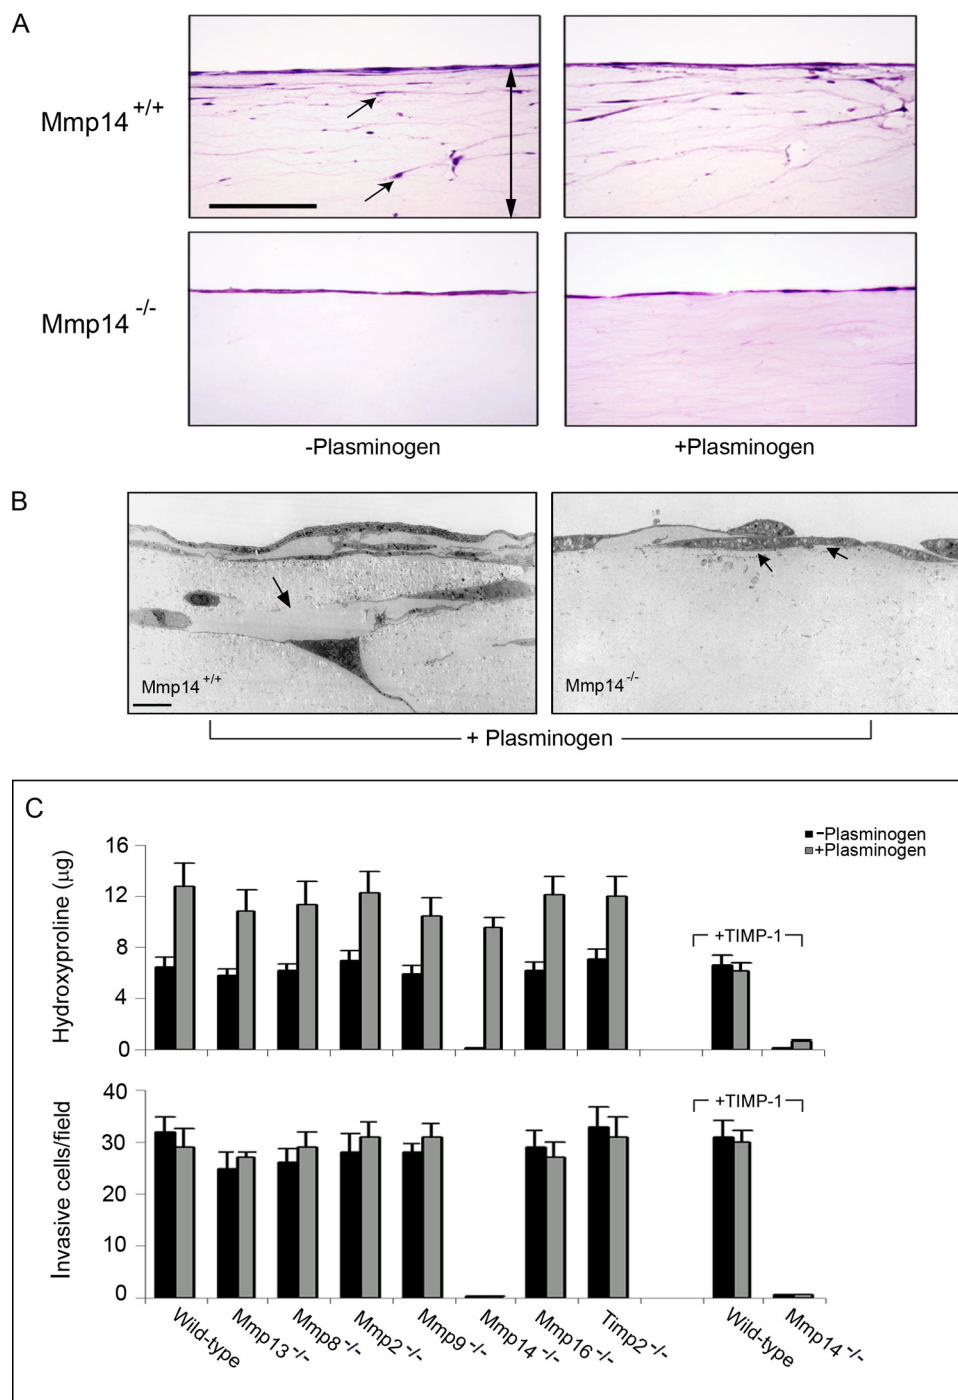 A
Mmp14 +/+
Mmp14 -/-
-Plasminogen
+Plasminogen
B
Mmp14 +/+
Mmp14 -/-
+ Plasminogen
C
-Plasminogen
+Plasminogen
Hydroxyproline (µg)
16
12
8
4
0
+TIMP-1
Invasive cells/field
40
30
20
10
0
+TIMP-1
Wild-type
Mmp13 -/-
Mmp8 -/-
Mmp2 -/-
Mmp9 -/-
Mmp14 -/-
Mmp16 -/-
Timp2 -/-
Wild-type
Mmp14 -/-